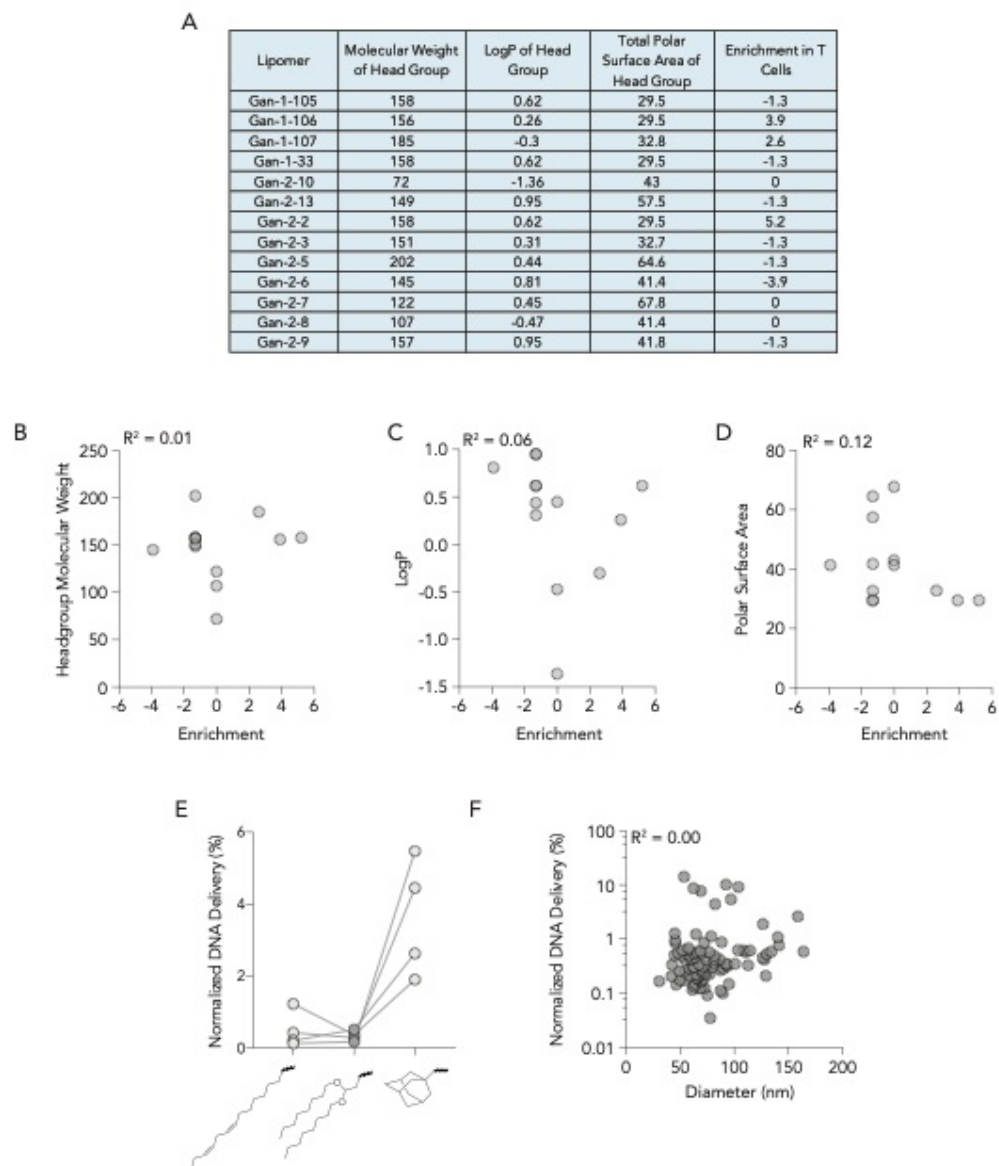 A
Lipomer | Molecular Weight of Head Group | LogP of Head Group | Total Polar Surface Area of Head Group | Enrichment in T Cells
Gan-1-105 | 158 | 0.62 | 29.5 | -1.3
Gan-1-106 | 156 | 0.26 | 29.5 | 3.9
Gan-1-107 | 185 | -0.3 | 32.8 | 2.6
Gan-1-33 | 158 | 0.62 | 29.5 | -1.3
Gan-2-10 | 72 | -1.36 | 43 | 0
Gan-2-13 | 149 | 0.95 | 57.5 | -1.3
Gan-2-2 | 158 | 0.62 | 29.5 | 5.2
Gan-2-3 | 151 | 0.31 | 32.7 | -1.3
Gan-2-5 | 202 | 0.44 | 64.6 | -1.3
Gan-2-6 | 145 | 0.81 | 41.4 | -3.9
Gan-2-7 | 122 | 0.45 | 67.8 | 0
Gan-2-8 | 107 | -0.47 | 41.4 | 0
Gan-2-9 | 157 | 0.95 | 41.8 | -1.3
B
R² = 0.01
Headgroup Molecular Weight
250
200
150
100
50
0
-6 -4 -2 0 2 4 6
Enrichment
C
R² = 0.06
LogP
1.0
0.5
0.0
-0.5
-1.0
-1.5
-6 -4 -2 0 2 4 6
Enrichment
D
R² = 0.12
Polar Surface Area
80
60
40
20
0
-6 -4 -2 0 2 4 6
Enrichment
E
Normalized DNA Delivery (%)
6
4
2
0
F
R² = 0.00
Normalized DNA Delivery (%)
100
10
1
0.1
0.01
0 50 100 150 200
Diameter (nm)